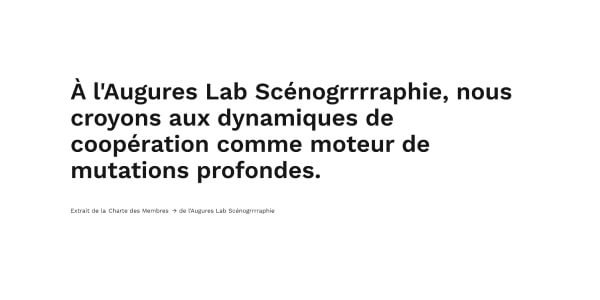 À l'Augures Lab Scénogrrrraphie, nous
croyons aux dynamiques de
coopération comme moteur de
mutations profondes.
Extrait de la Charte des Membres → de l'Augures Lab Scénogrrrraphie